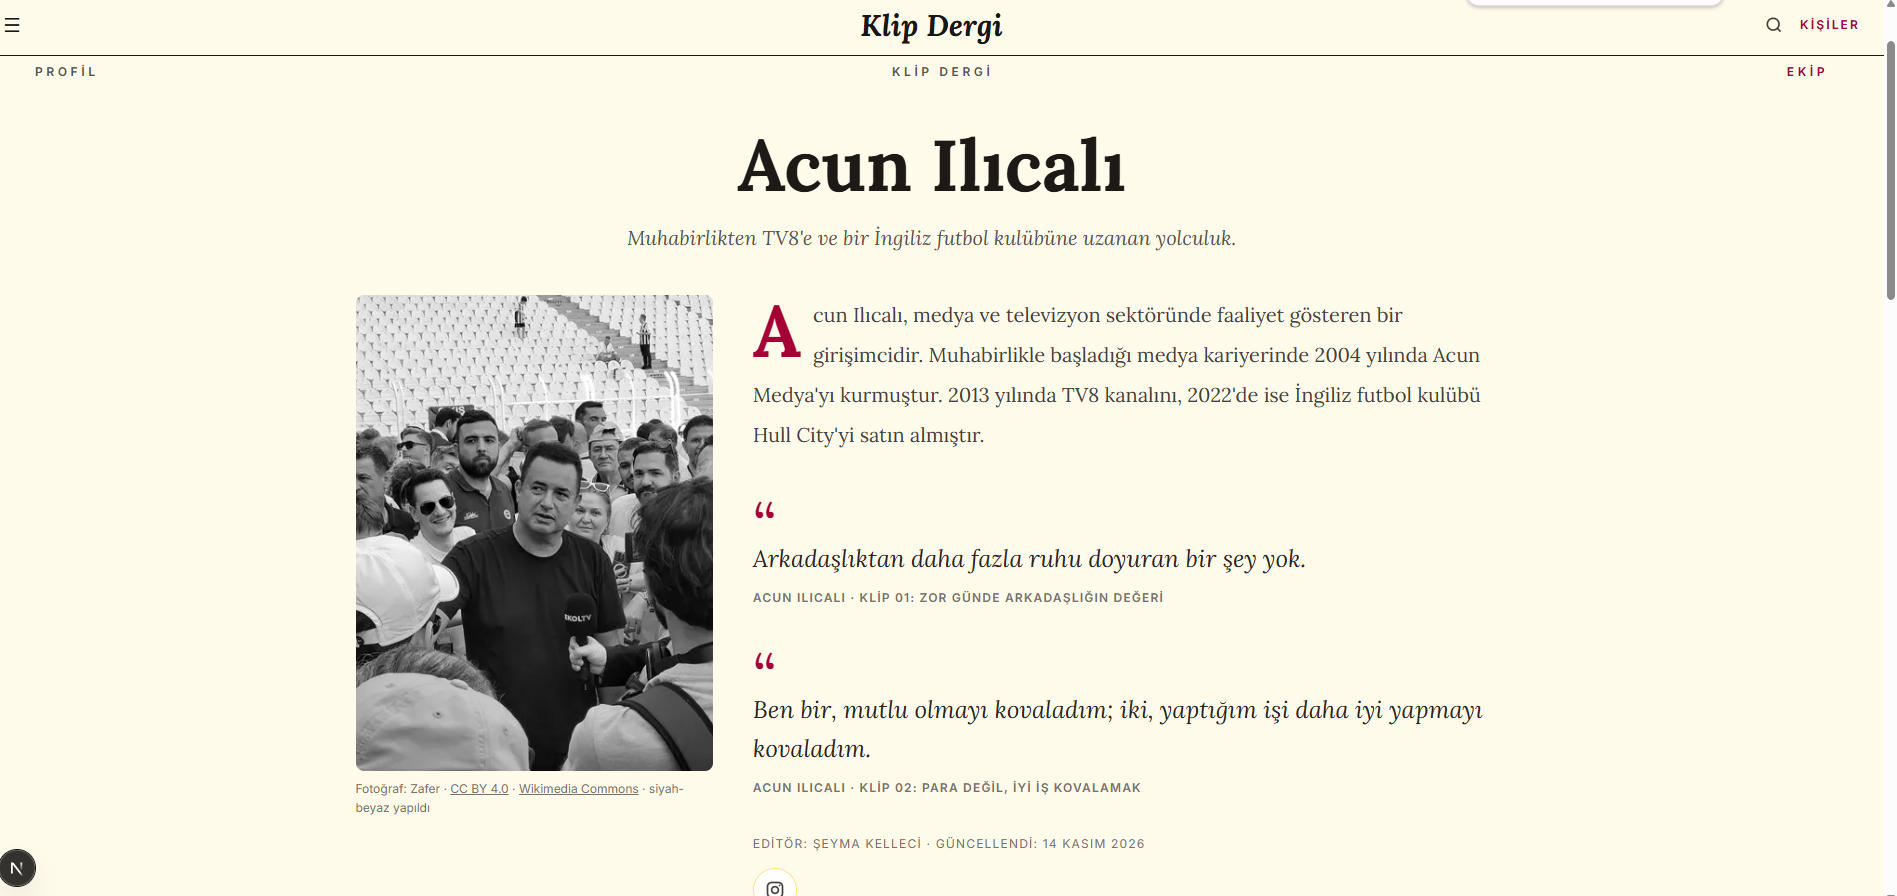 Klip Dergi
KİŞİLER
PROFİL
KLİP DERGİ
EKİP
Acun Ilıcalı
Muhabirlikten TV8'e ve bir İngiliz futbol kulübüne uzanan yolculuk.
Acun Ilıcalı, medya ve televizyon sektöründe faaliyet gösteren bir
girişimcidir. Muhabirlikle başladığı medya kariyerinde 2004 yılında Acun
Medya'yı kurmuştur. 2013 yılında TV8 kanalını, 2022'de ise İngiliz futbol kulübü
Hull City'yi satın almıştır.
“
Arkadaşlıktan daha fazla ruhu doyuran bir şey yok.
ACUN ILICALI · KLİP 01: ZOR GÜNDE ARKADAŞLIĞIN DEĞERİ
“
Ben bir, mutlu olmayı kovaladım; iki, yaptığım işi daha iyi yapmayı
kovaladım.
ACUN ILICALI · KLİP 02: PARA DEĞİL, İYİ İŞ KOVALAMAK
EKOLTV
Fotoğraf: Zafer · CC BY 4.0 · Wikimedia Commons · siyah-
beyaz yapıldı
EDİTÖR: ŞEYMA KELLECİ · GÜNCELLENDİ: 14 KASIM 2026
N